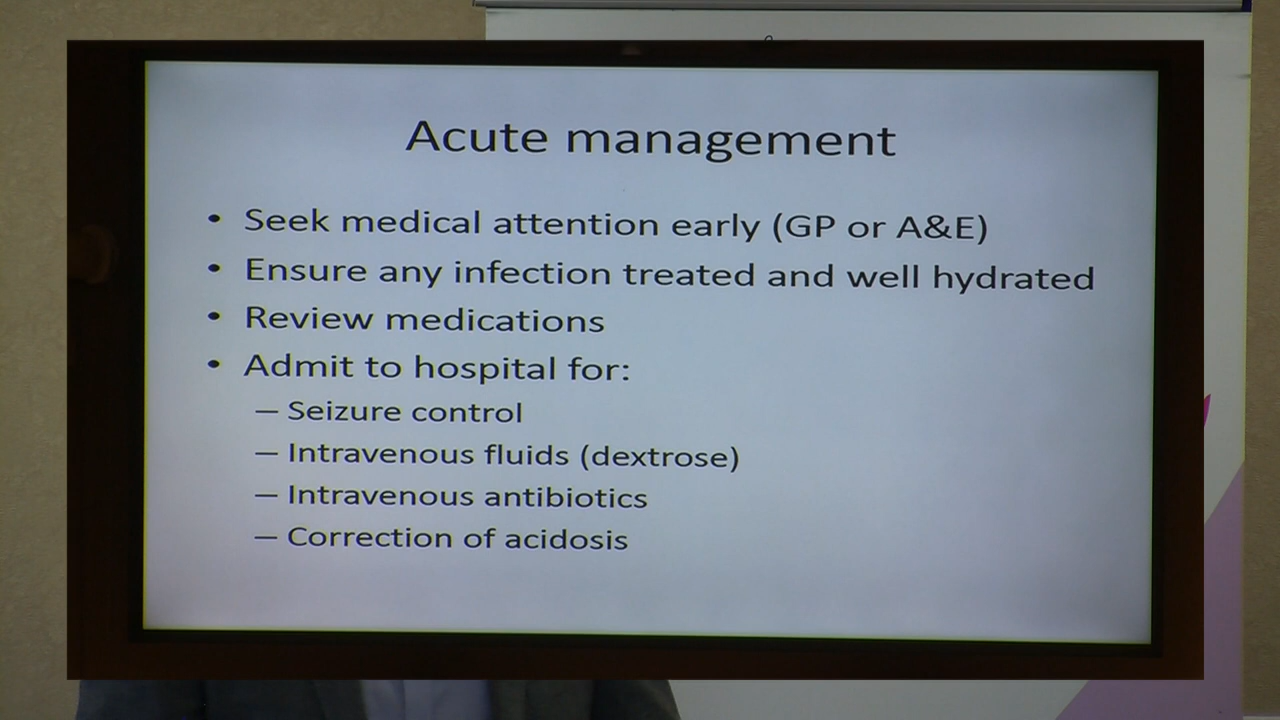 Acute management
• Seek medical attention early (GP or A&E)
• Ensure any infection treated and well hydrated
• Review medications
• Admit to hospital for:
– Seizure control
– Intravenous fluids (dextrose)
– Intravenous antibiotics
– Correction of acidosis